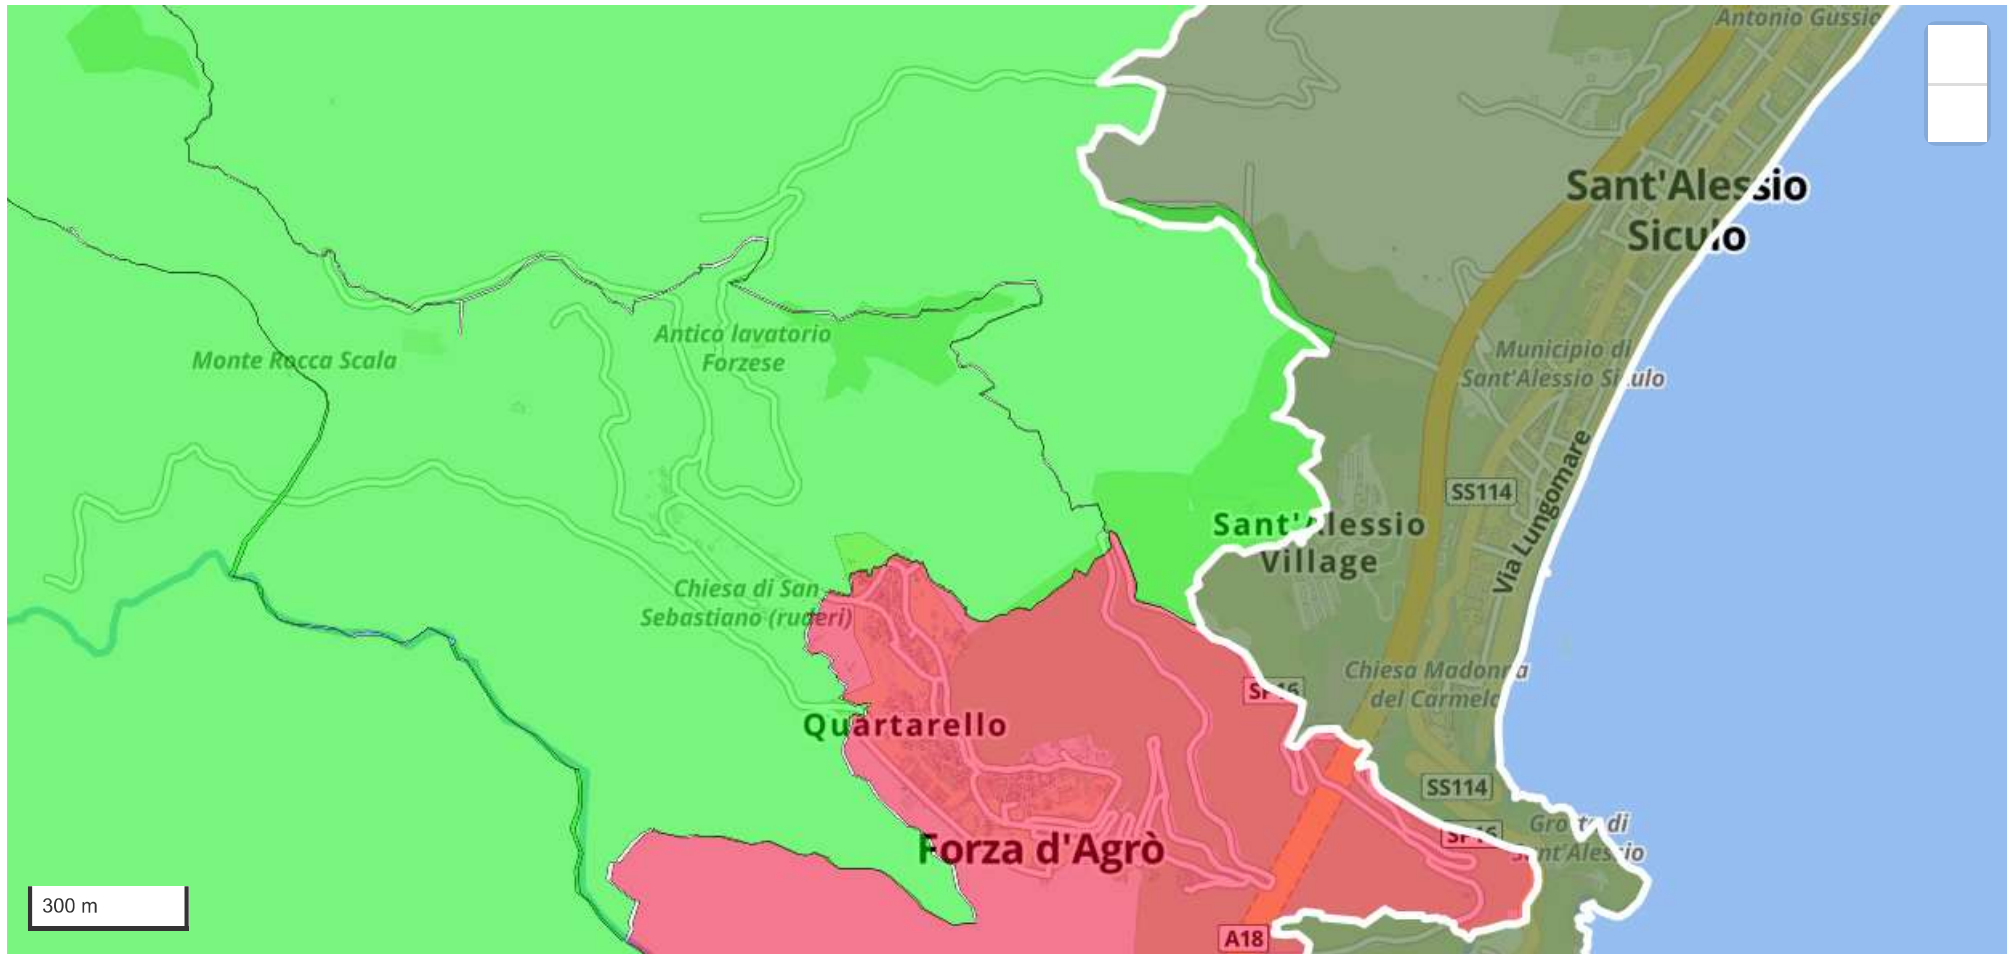 Antonio Gussio
Sant'Alessio
Siculo
Antico lavatorio
Forzese
Monte Rocca Scala
Municipio di
Sant'Alessio Siculo
SS114
Via Lungomare
Sant'Alessio
Village
Chiesa di San
Sebastiano (ruderi)
Chiesa Madonna
del Carmelo
SP16
Quartarello
SS114
Grotta di
Sant'Alessio
SP16
Forza d'Agrò
300 m
A18